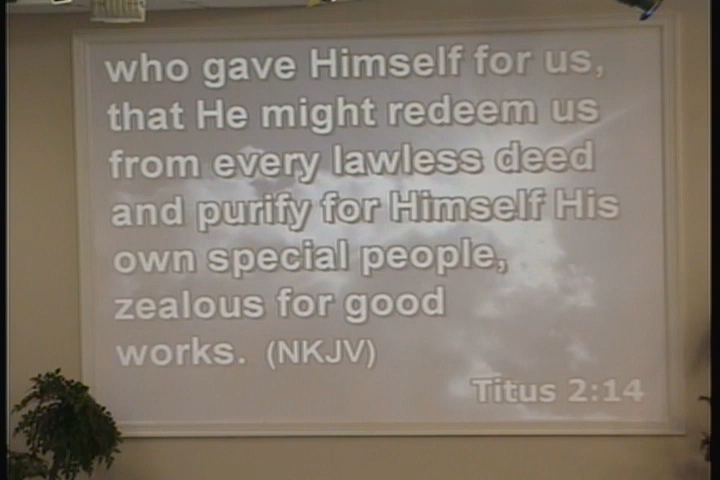 who gave Himself for us,
that He might redeem us
from every lawless deed
and purify for Himself His
own special people,
zealous for good
works. (NKJV)
Titus 2:14